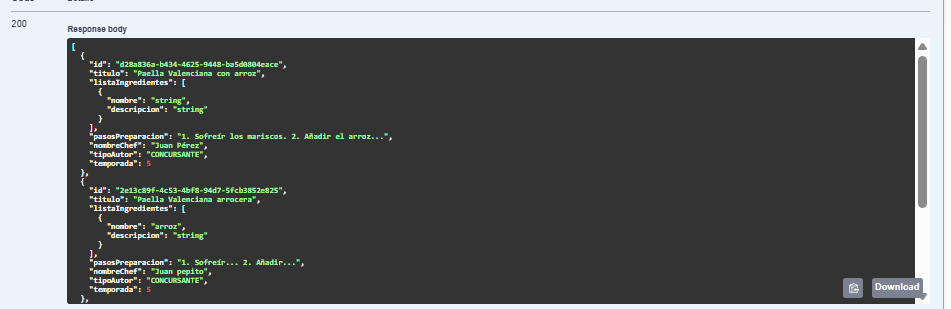 200
Response body
[
{
"id": "d28a836a-b434-4625-9448-ba5d0804eace",
"titulo": "Paella Valenciana con arroz",
"listaIngredientes": [
{
"nombre": "string",
"descripcion": "string"
}
],
"pasosPreparacion": "1. Sofreír los mariscos. 2. Añadir el arroz...",
"nombreChef": "Juan Pérez",
"tipoAutor": "CONCURSANTE",
"temporada": 5
},
{
"id": "2e13c89f-4c53-4bf8-94d7-5fcb3852e825",
"titulo": "Paella Valenciana arrocera",
"listaIngredientes": [
{
"nombre": "arroz",
"descripcion": "string"
}
],
"pasosPreparacion": "1. Sofreír... 2. Añadir...",
"nombreChef": "Juan pepito",
"tipoAutor": "CONCURSANTE",
"temporada": 5
},
Download